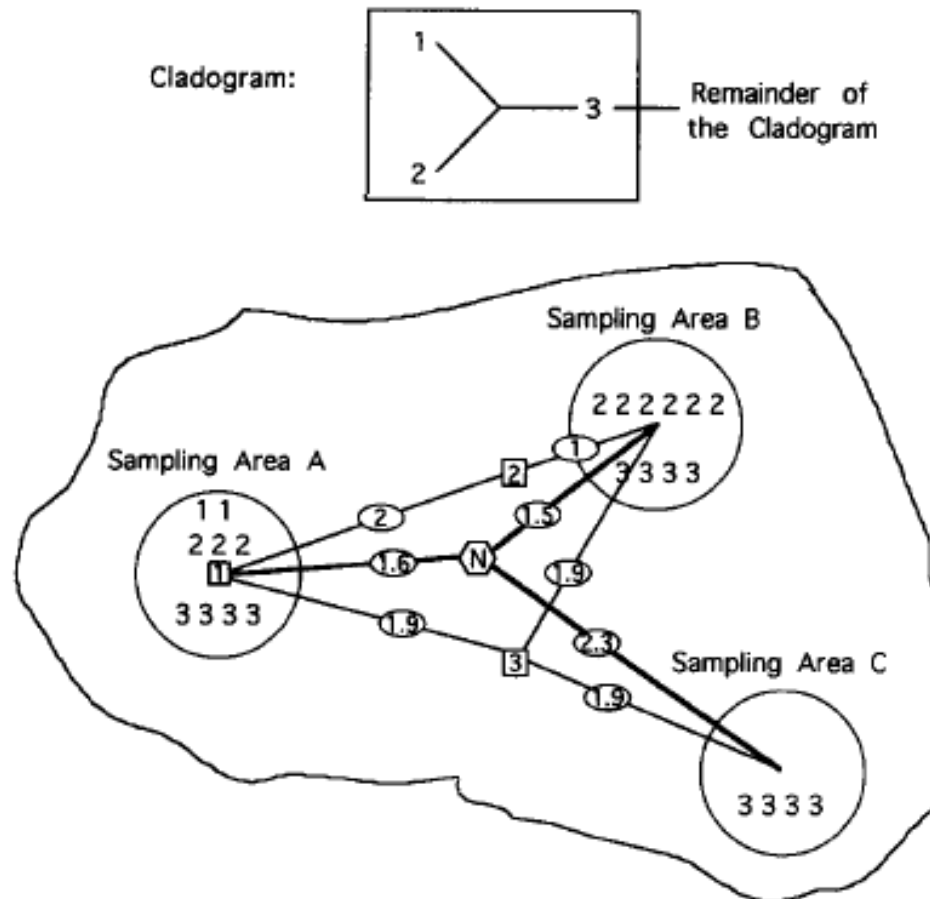 Cladogram:
1
2
3
Remainder of
the Cladogram
Sampling Area B
2 2 2 2 2 2
3 3 3 3
Sampling Area A
1 1
2 2 2
1
3 3 3 3
2
1
2
1.5
1.6
N
1.9
1.9
3
2.3
1.9
Sampling Area C
3 3 3 3